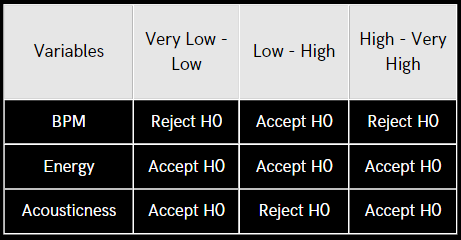 Variables Very Low - Low Low - High High - Very High
BPM Reject H0 Accept H0 Reject H0
Energy Accept H0 Accept H0 Accept H0
Acousticness Accept H0 Reject H0 Accept H0